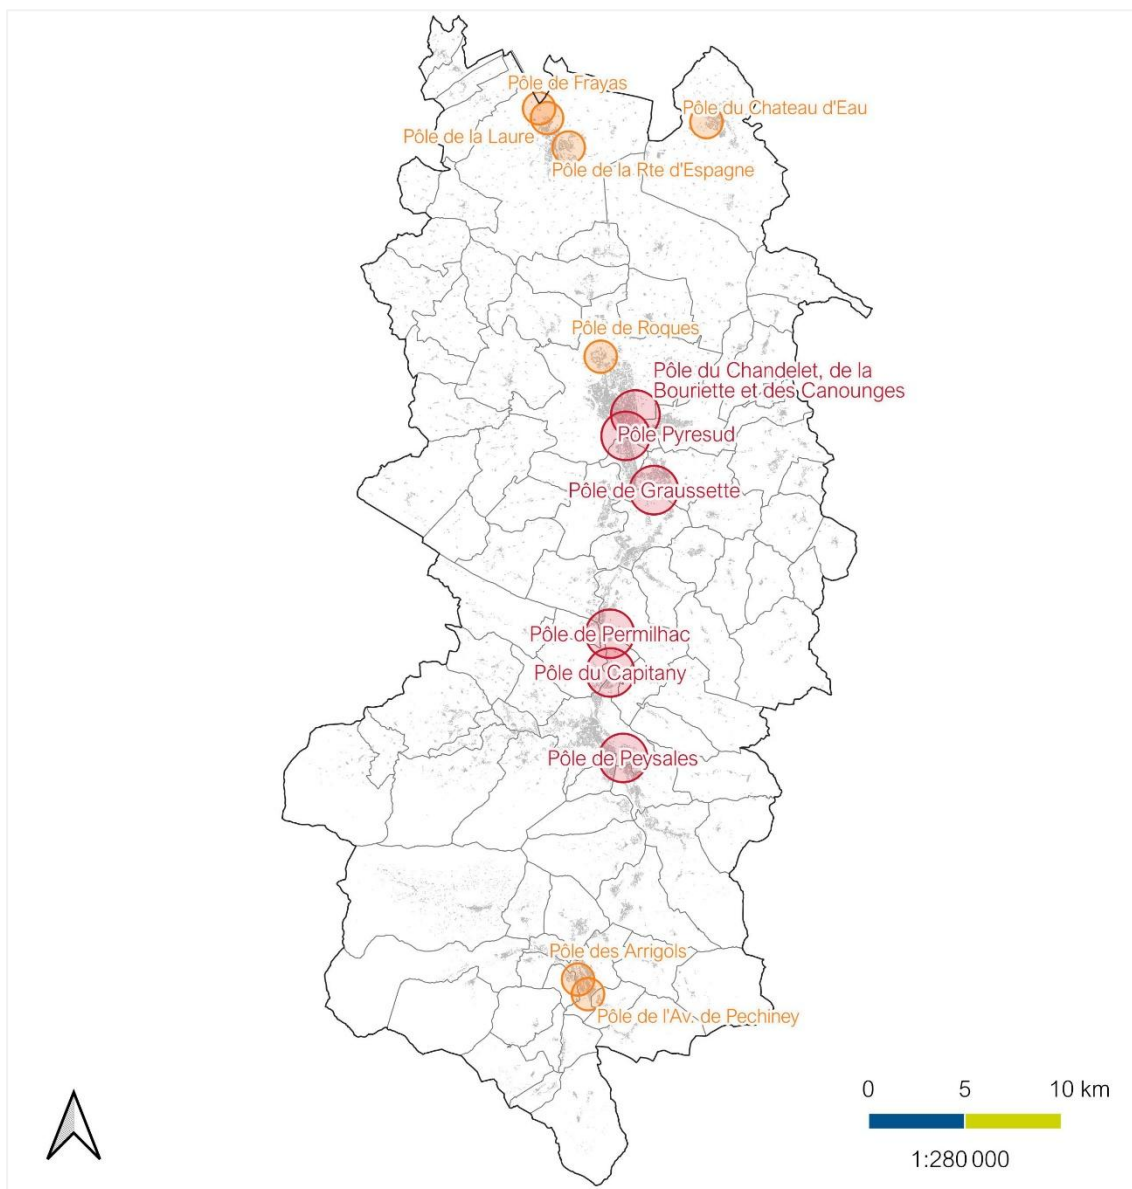 Pôle de Frayas
Pôle du Chateau d'Eau
Pôle de la Laure
Pôle de la Rte d'Espagne
Pôle de Roques
Pôle du Chandelet, de la
Bouriette et des Canounges
Pôle Pyresud
Pôle de Graussette
Pôle de Permilhac
Pôle du Capitany
Pôle de Peysales
Pôle des Arrigols
Pôle de l'Av. de Pechiney
0 5 10 km
1:280 000